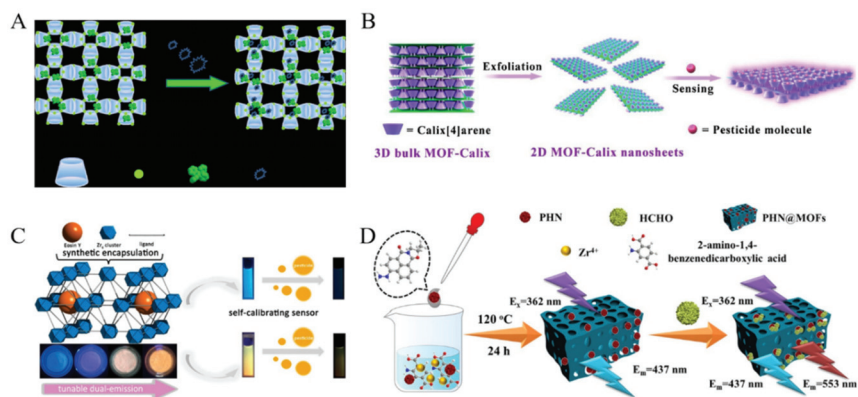 A
B
Exfoliation
Sensing
= Calix[4]arene
= Pesticide molecule
3D bulk MOF-Calix
2D MOF-Calix nanosheets
C
Eosin Y
Zr6 cluster
ligand
synthetic encapsulation
self-calibrating sensor
tunable dual-emission
D
PHN
HCHO
PHN@MOFs
Zr⁴⁺
2-amino-1,4-
benzenedicarboxylic acid
120 °C
24 h
Ex=362 nm
Em=437 nm
Ex=362 nm
Em=437 nm
Em=553 nm